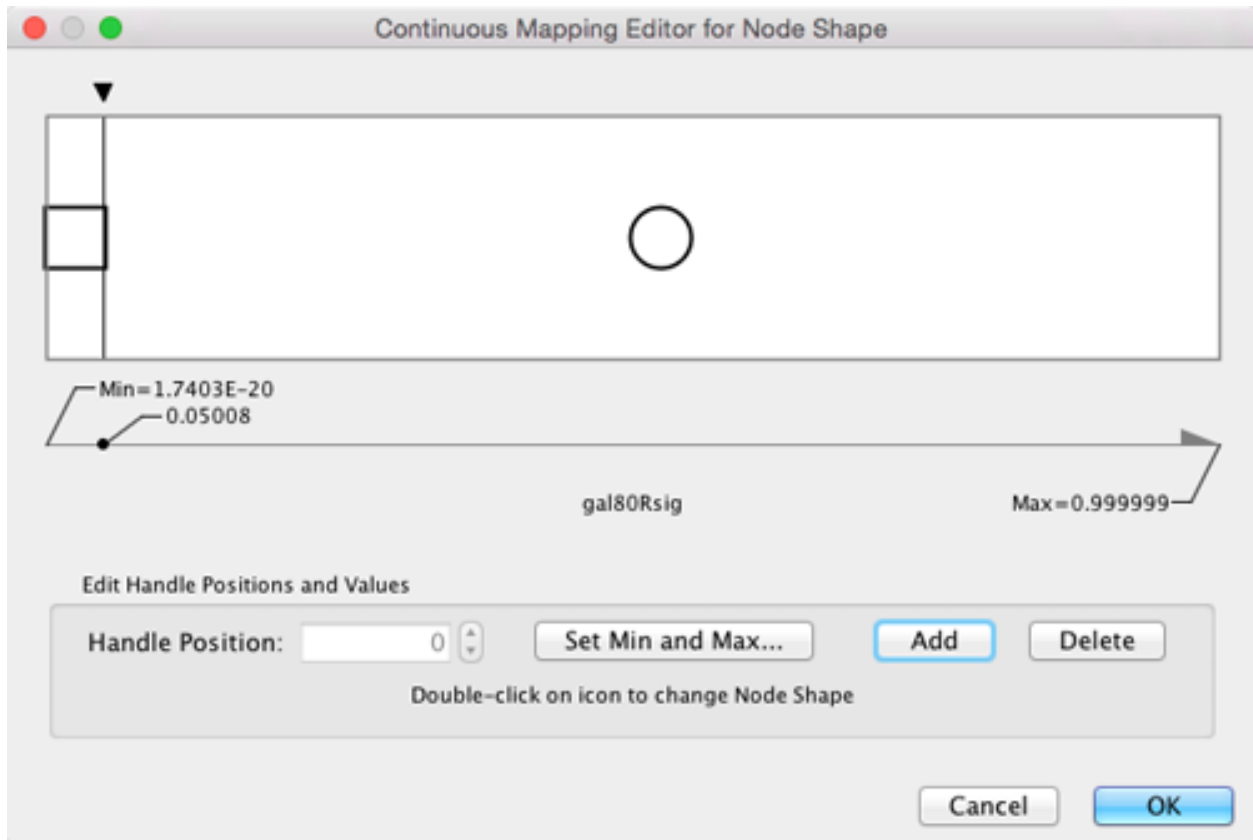 Continuous Mapping Editor for Node Shape
Min=1.7403E-20
0.05008
gal80Rsig
Max=0.999999
Edit Handle Positions and Values
Handle Position: 0 Set Min and Max... Add Delete
Double-click on icon to change Node Shape
Cancel OK